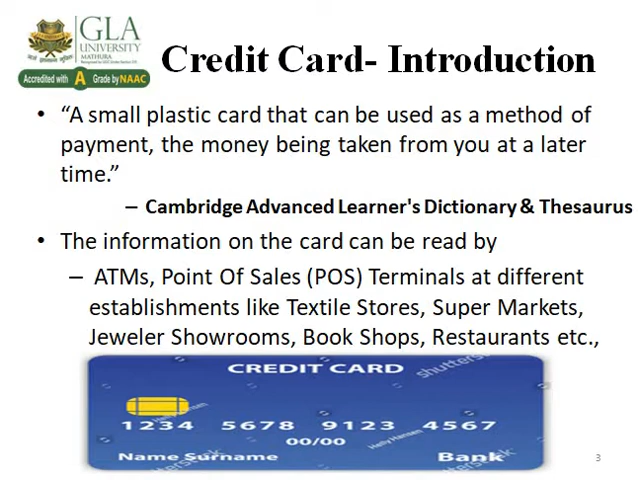 GLA
UNIVERSITY
MATHURA
Accredited with A Grade by NAAC
Credit Card- Introduction
• “A small plastic card that can be used as a method of
payment, the money being taken from you at a later
time.”
– Cambridge Advanced Learner's Dictionary & Thesaurus
• The information on the card can be read by
– ATMs, Point Of Sales (POS) Terminals at different
establishments like Textile Stores, Super Markets,
Jeweler Showrooms, Book Shops, Restaurants etc.,
CREDIT CARD
shutterstock
1234 5678 9123 4567
00/00
Helly Hansen
Name Surname
Bank
3